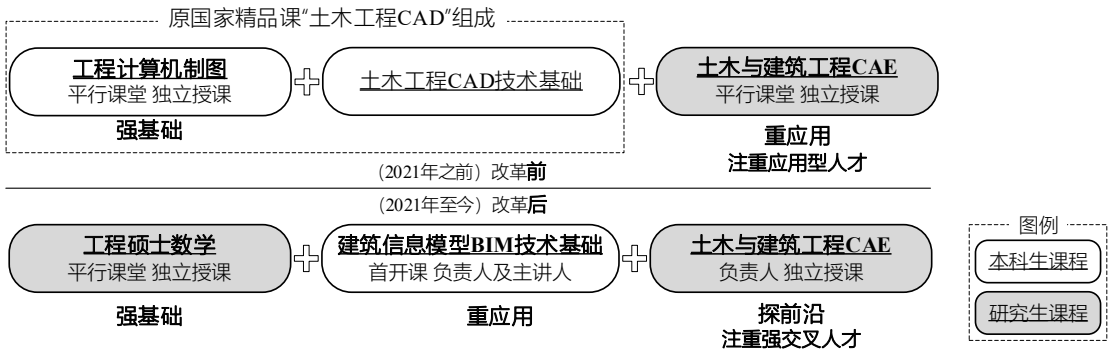 原国家精品课“土木工程CAD”组成
工程计算机制图
平行课堂 独立授课
土木工程CAD技术基础
土木与建筑工程CAE
平行课堂 独立授课
强基础
重应用
注重应用型人才
(2021年之前) 改革前
(2021年至今) 改革后
工程硕士数学
平行课堂 独立授课
建筑信息模型BIM技术基础
首开课 负责人及主讲人
土木与建筑工程CAE
负责人 独立授课
强基础
重应用
探前沿
注重强交叉人才
图例
本科生课程
研究生课程